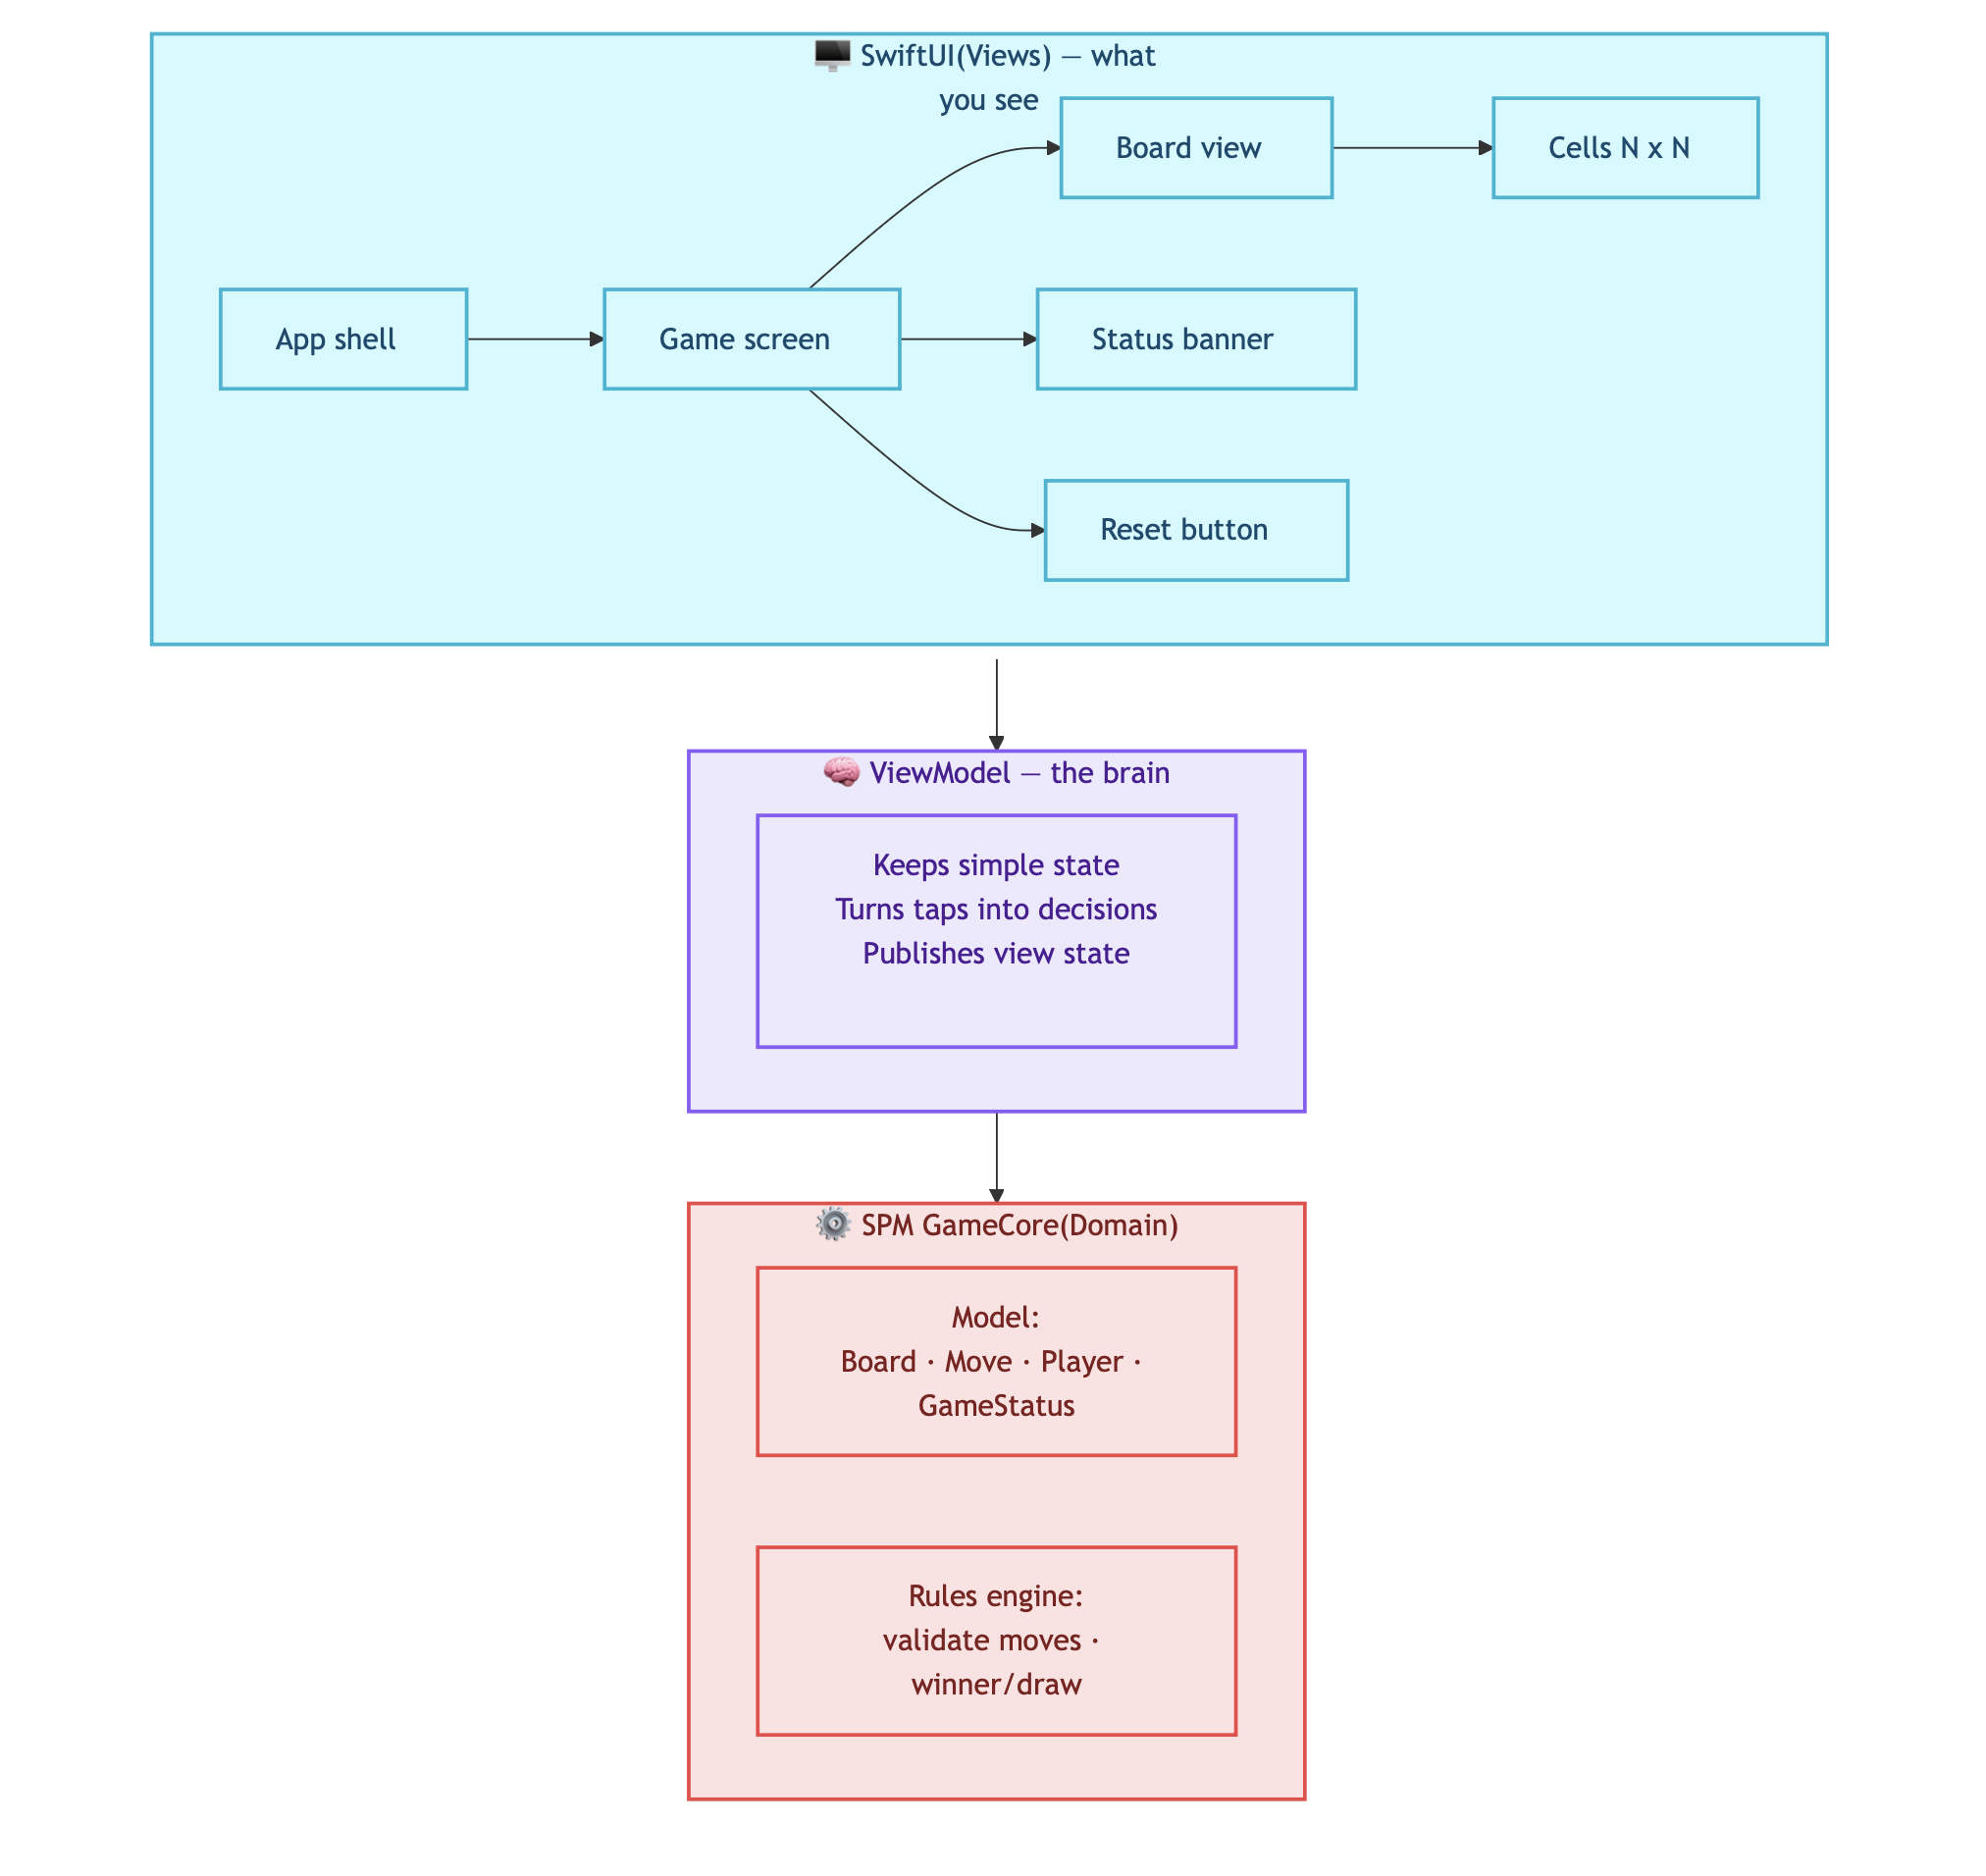 🖥️ SwiftUI(Views) — what
you see
Board view
Cells N x N
App shell
Game screen
Status banner
Reset button
🧠 ViewModel — the brain
Keeps simple state
Turns taps into decisions
Publishes view state
⚙️ SPM GameCore(Domain)
Model:
Board · Move · Player ·
GameStatus
Rules engine:
validate moves ·
winner/draw